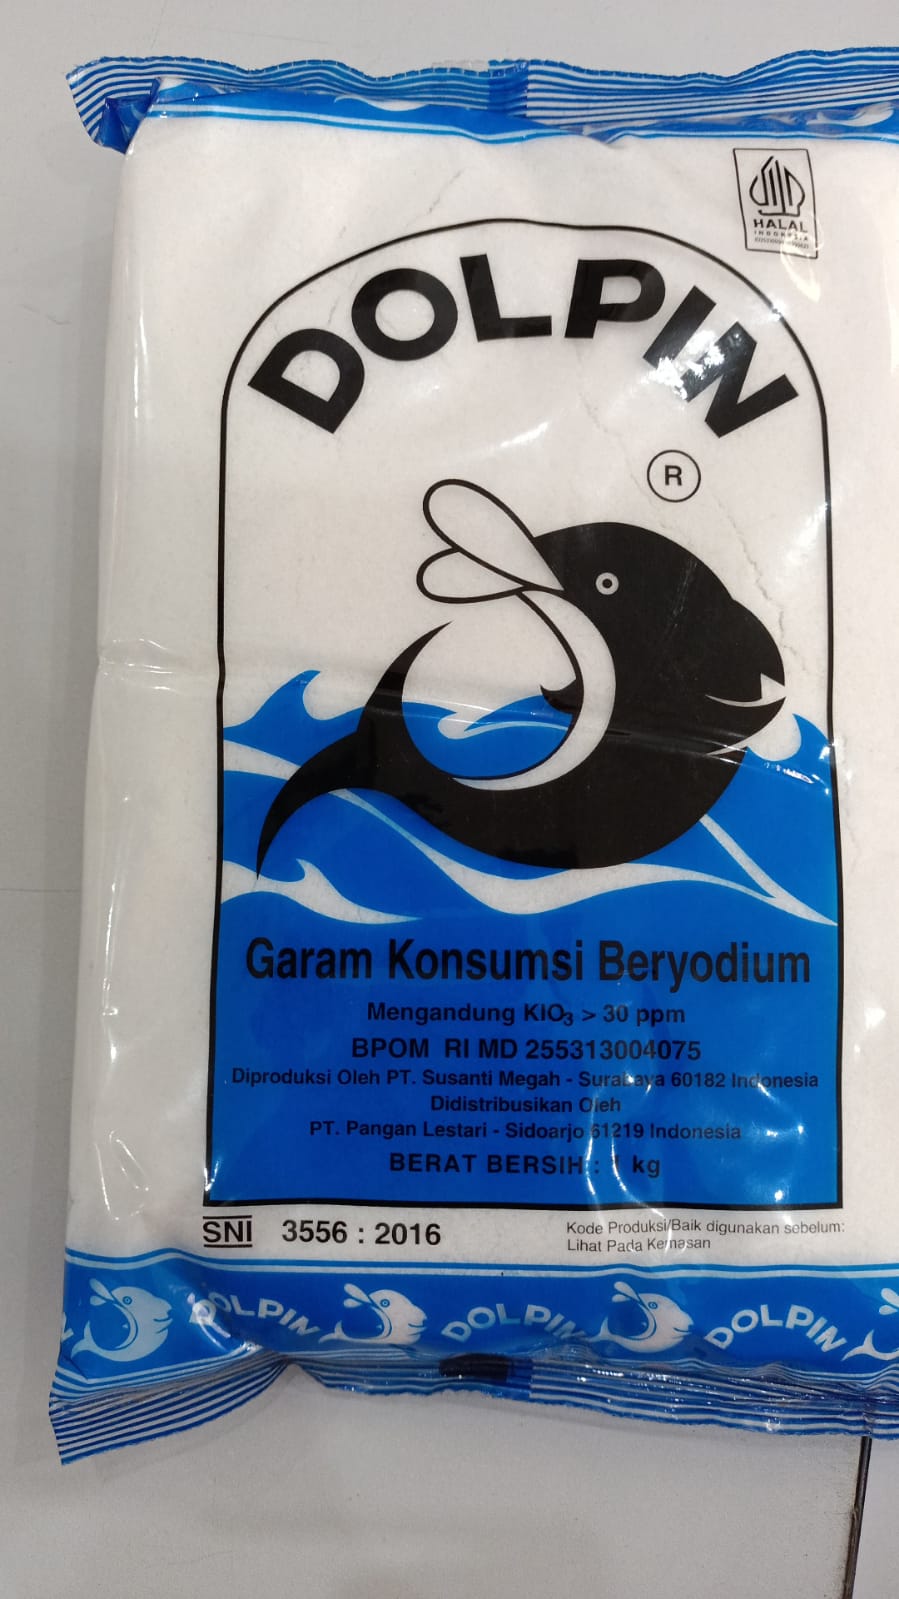 HALAL
INDONESIA
DOLPIN
R
Garam Konsumsi Beryodium
Mengandung KIO₃ > 30 ppm
BPOM RI MD 255313004075
Diproduksi Oleh PT. Susanti Megah - Surabaya 60182 Indonesia
Didistribusikan Oleh
PT. Pangan Lestari - Sidoarjo 61219 Indonesia
BERAT BERSIH : 1 kg
SNI 3556 : 2016
Kode Produksi/Baik digunakan sebelum:
Lihat Pada Kemasan
DOLPIN DOLPIN DOLPIN